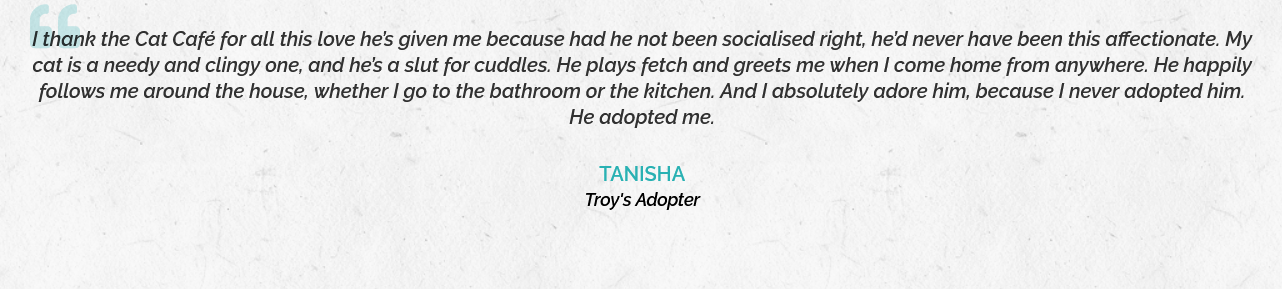 I thank the Cat Café for all this love he's given me because had he not been socialised right, he'd never have been this affectionate. My
cat is a needy and clingy one, and he's a slut for cuddles. He plays fetch and greets me when I come home from anywhere. He happily
follows me around the house, whether I go to the bathroom or the kitchen. And I absolutely adore him, because I never adopted him.
He adopted me.
TANISHA
Troy's Adopter